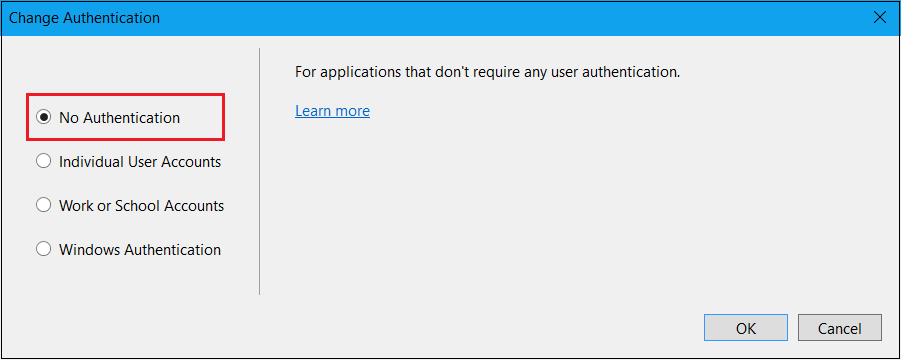 Change Authentication
For applications that don't require any user authentication.
Learn more
No Authentication
Individual User Accounts
Work or School Accounts
Windows Authentication
OK
Cancel